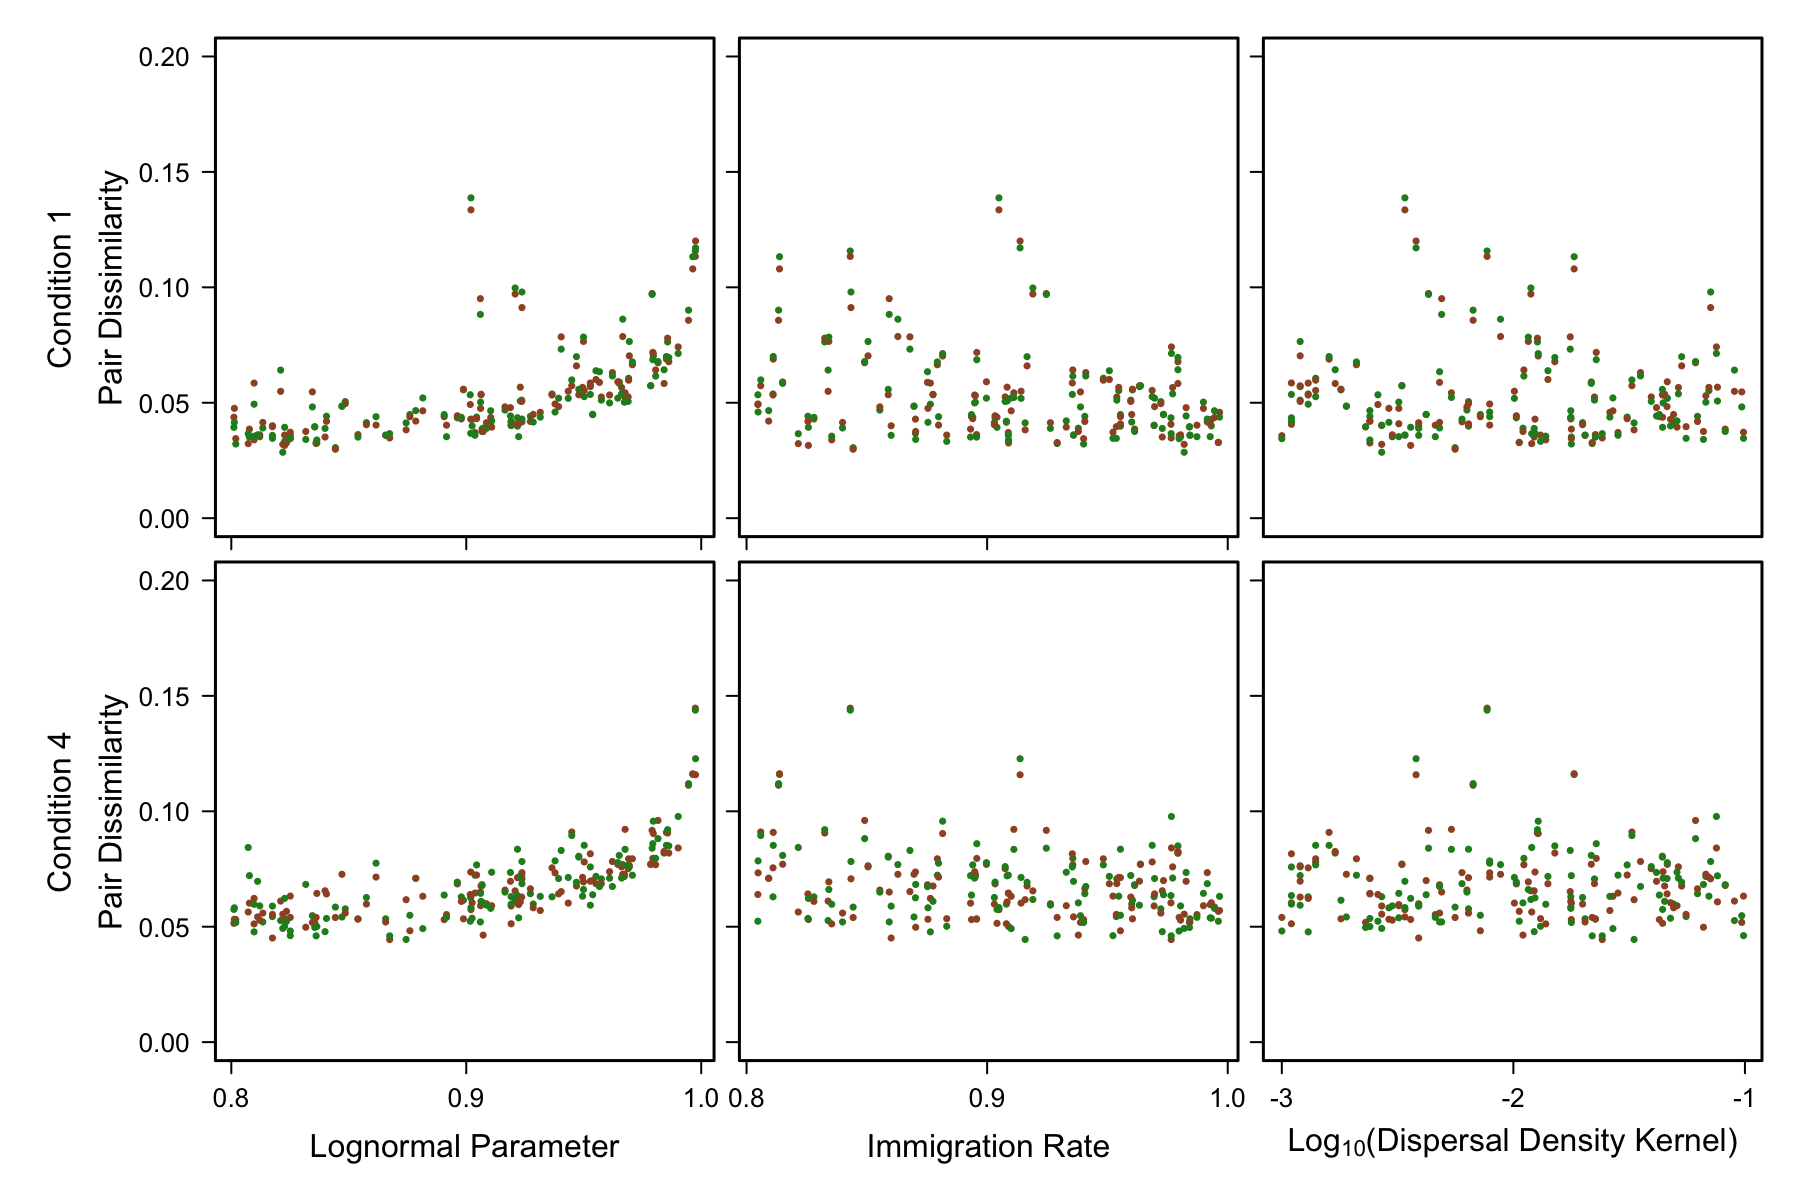 Condition 1
Pair Dissimilarity
0.20
0.15
0.10
0.05
0.00
Condition 4
Pair Dissimilarity
0.20
0.15
0.10
0.05
0.00
0.8 0.9 1.0
0.8 0.9 1.0
-3 -2 -1
Lognormal Parameter
Immigration Rate
Log₁₀(Dispersal Density Kernel)